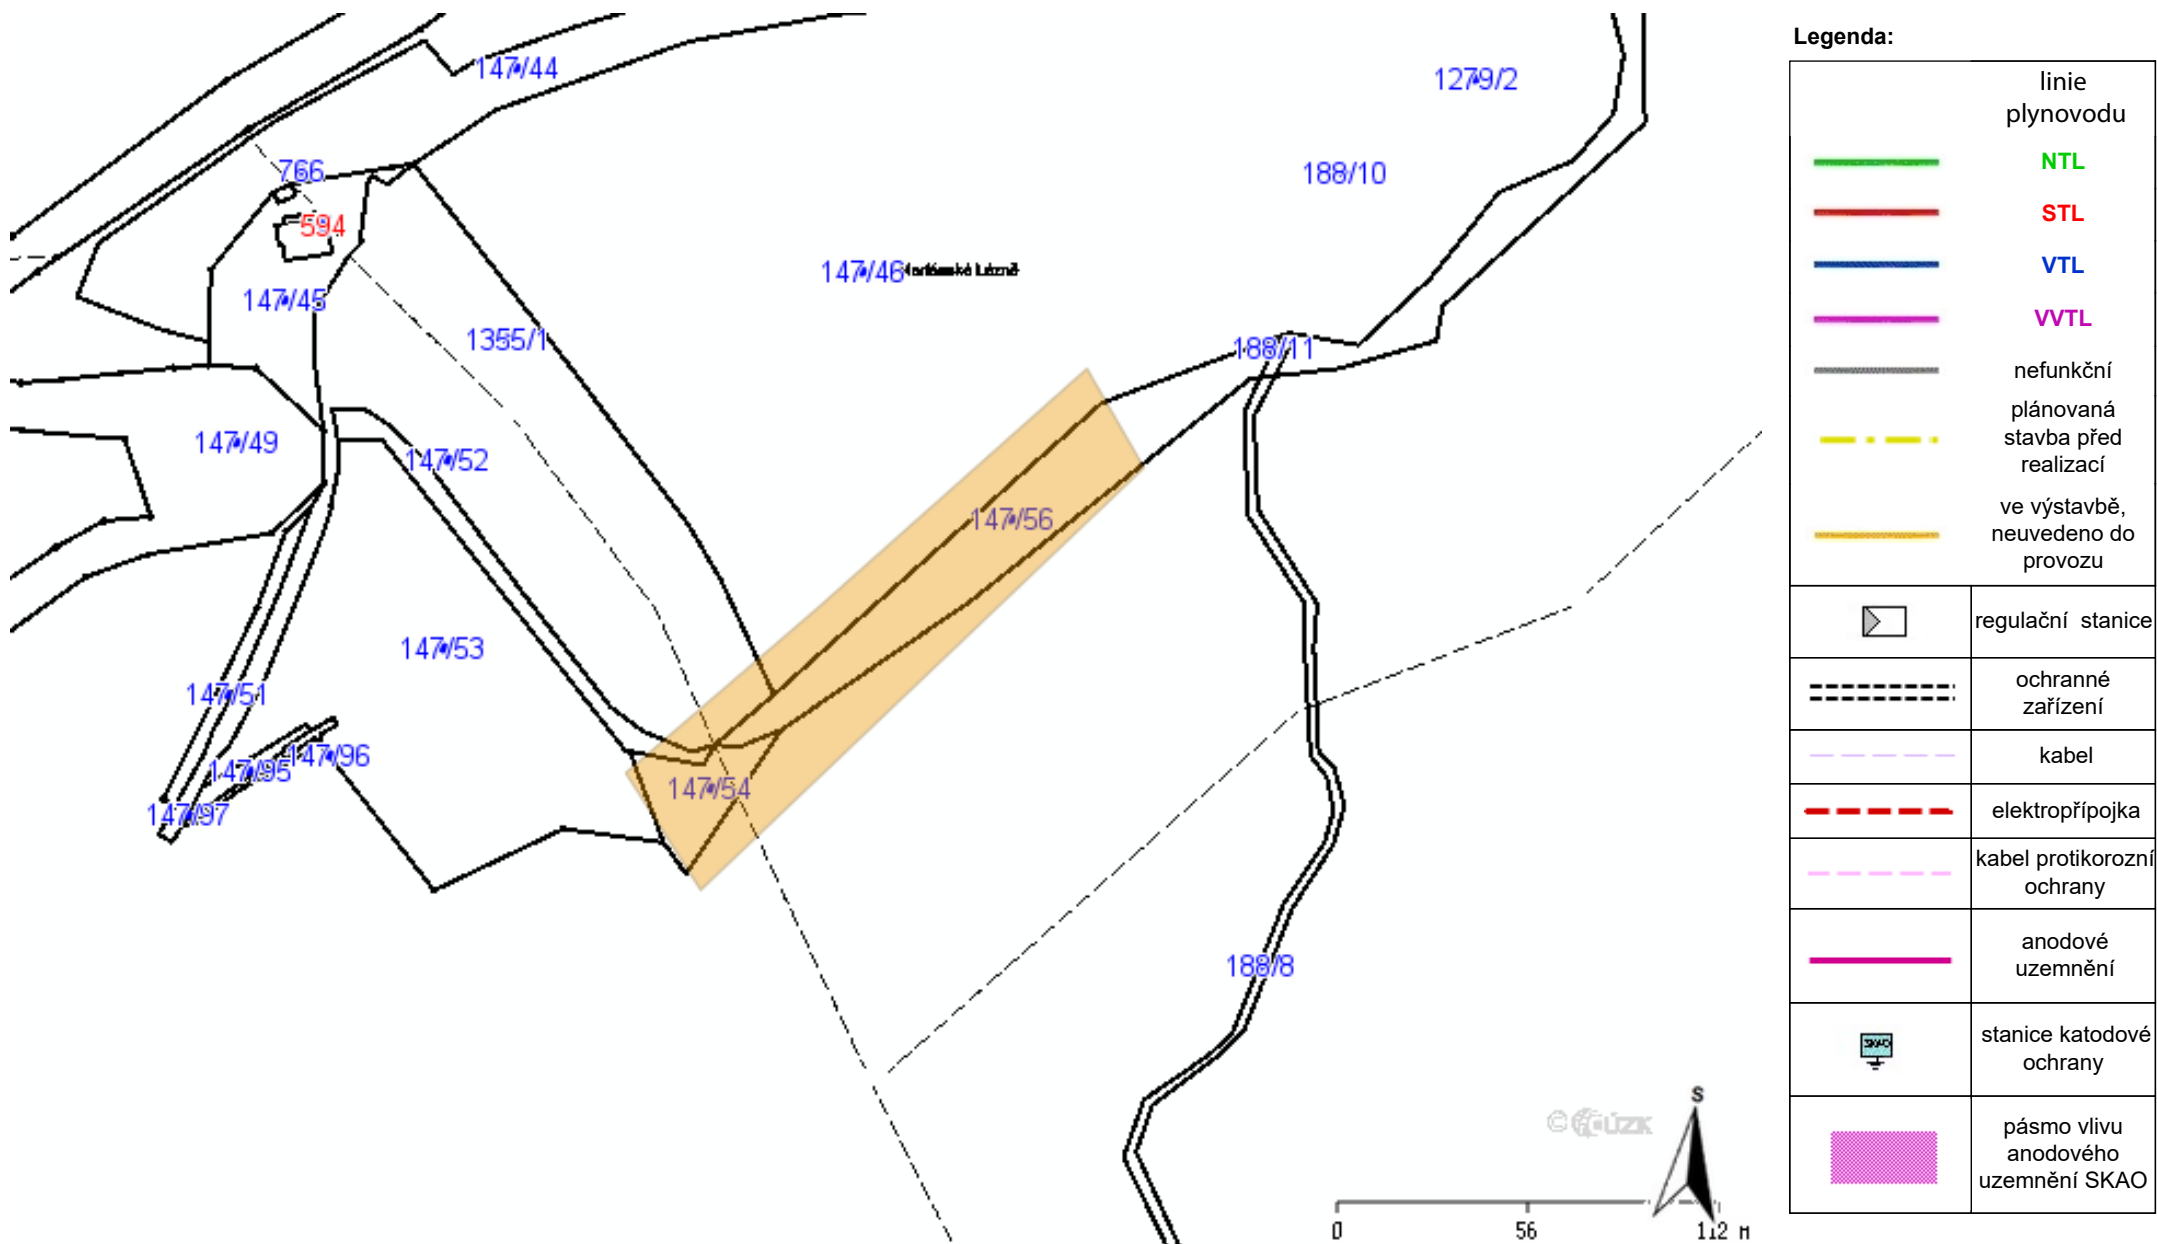 147/44
1279/2
766
188/10
594
147/46
Mariánské Lázně
147/45
1355/1
188/11
147/49
147/52
147/56
147/53
147/51
147/96
147/95
147/54
147/97
188/8
S
0 56 112 M
Legenda:
linie
plynovodu
NTL
STL
VTL
VVTL
nefunkční
plánovaná
stavba před
realizací
ve výstavbě,
neuvedeno do
provozu
regulační stanice
ochranné
zařízení
kabel
elektropřípojka
kabel protikorozní
ochrany
anodové
uzemnění
SKAO
stanice katodové
ochrany
pásmo vlivu
anodového
uzemnění SKAO